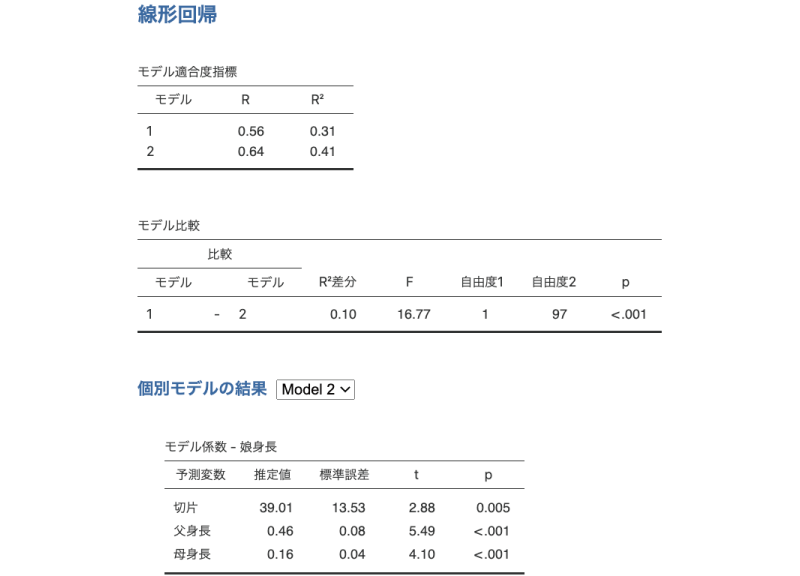 線形回帰
モデル適合度指標
モデル R R²
1 0.56 0.31
2 0.64 0.41
モデル比較
比較
モデル モデル R²差分 F 自由度1 自由度2 p
1 - 2 0.10 16.77 1 97 <.001
個別モデルの結果 Model 2
モデル係数 – 娘身長
予測変数 推定値 標準誤差 t p
切片 39.01 13.53 2.88 0.005
父身長 0.46 0.08 5.49 <.001
母身長 0.16 0.04 4.10 <.001